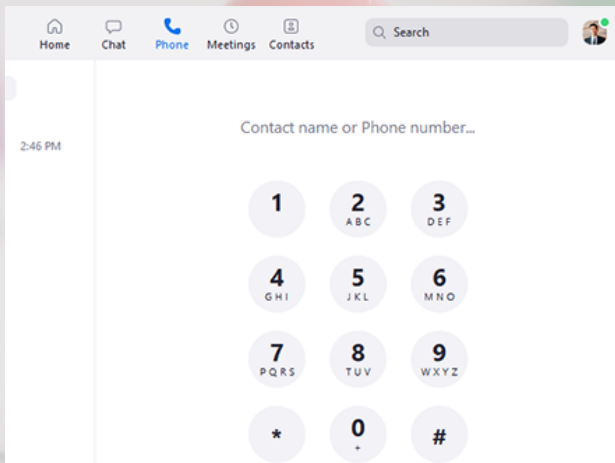 Home Chat Phone Meetings Contacts Search
2:46 PM
Contact name or Phone number...
1 2 3
ABC DEF
4 5 6
GHI JKL MNO
7 8 9
PQRS TUV WXYZ
* 0 #
+